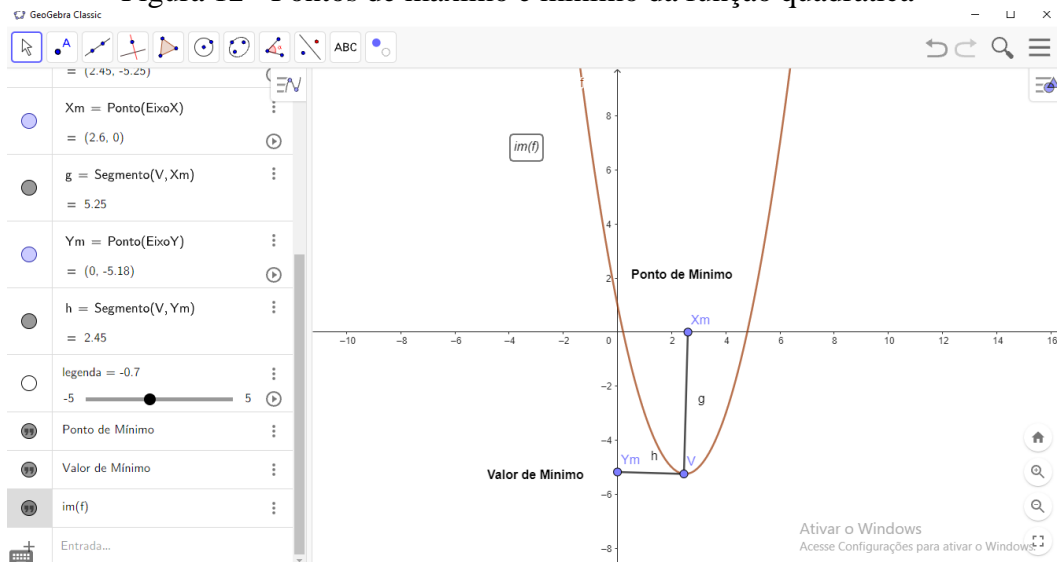 GeoGebra Classic
ABC
= (2.45, -5.25)
Xm = Ponto(EixoX)
= (2.6, 0)
g = Segmento(V, Xm)
= 5.25
Ym = Ponto(EixoY)
= (0, -5.18)
h = Segmento(V, Ym)
= 2.45
legenda = -0.7
-5
5
Ponto de Mínimo
Valor de Mínimo
im(f)
Entrada...
f
im(f)
8
6
4
2
0
−2
−4
−6
−8
−10
−8
−6
−4
−2
2
4
6
8
10
12
14
16
Ponto de Minimo
Xm
g
Ym
h
V
Valor de Minimo
Ativar o Windows
Acesse Configurações para ativar o Windows.